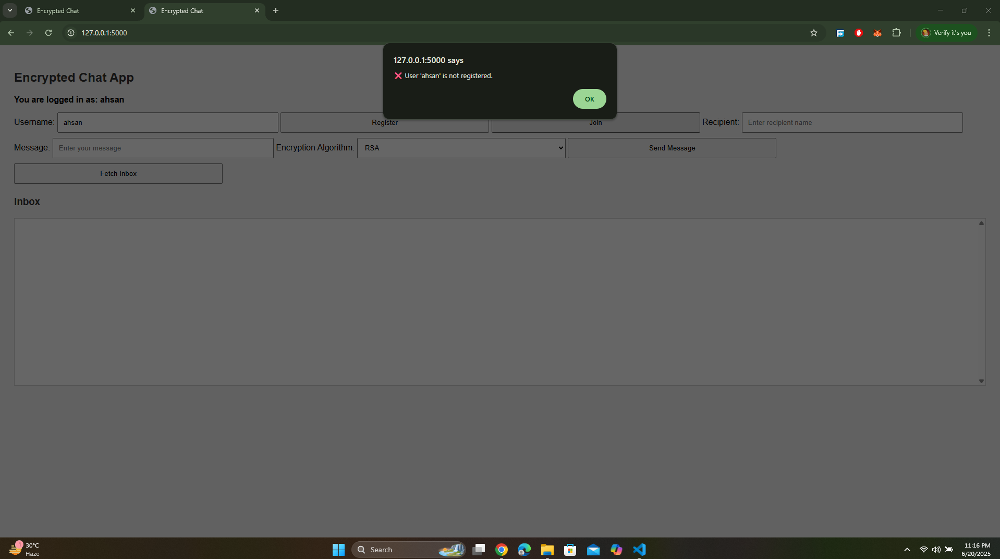 Encrypted Chat
Encrypted Chat
127.0.0.1:5000
Verify it's you
127.0.0.1:5000 says
❌ User 'ahsan' is not registered.
OK
Encrypted Chat App
You are logged in as: ahsan
Username: ahsan Register Join Recipient: Enter recipient name
Message: Enter your message Encryption Algorithm: RSA Send Message
Fetch Inbox
Inbox
1
30°C
Haze
Search
11:16 PM
6/20/2025